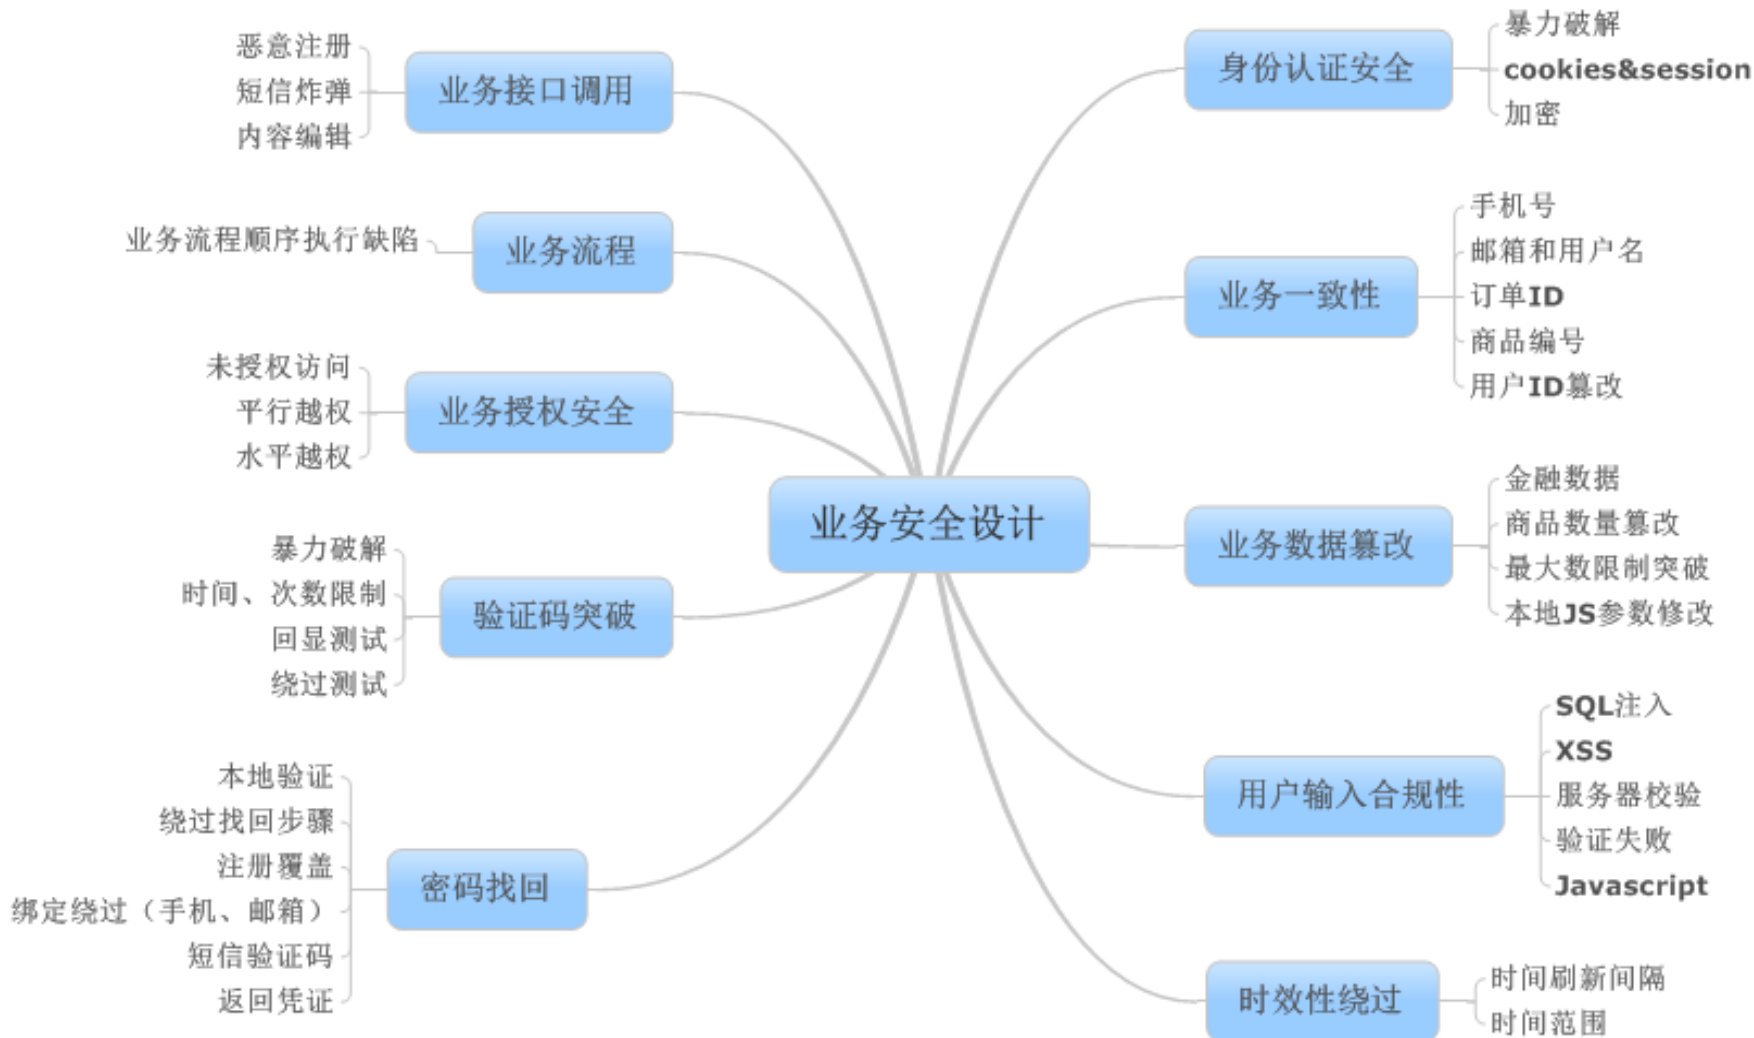 业务安全设计
身份认证安全
暴力破解
cookies&session
加密
业务一致性
手机号
邮箱和用户名
订单ID
商品编号
用户ID篡改
业务数据篡改
金融数据
商品数量篡改
最大数限制突破
本地JS参数修改
用户输入合规性
SQL注入
XSS
服务器校验
验证失败
Javascript
时效性绕过
时间刷新间隔
时间范围
业务接口调用
恶意注册
短信炸弹
内容编辑
业务流程
业务流程顺序执行缺陷
业务授权安全
未授权访问
平行越权
水平越权
验证码突破
暴力破解
时间、次数限制
回显测试
绕过测试
密码找回
本地验证
绕过找回步骤
注册覆盖
绑定绕过（手机、邮箱）
短信验证码
返回凭证